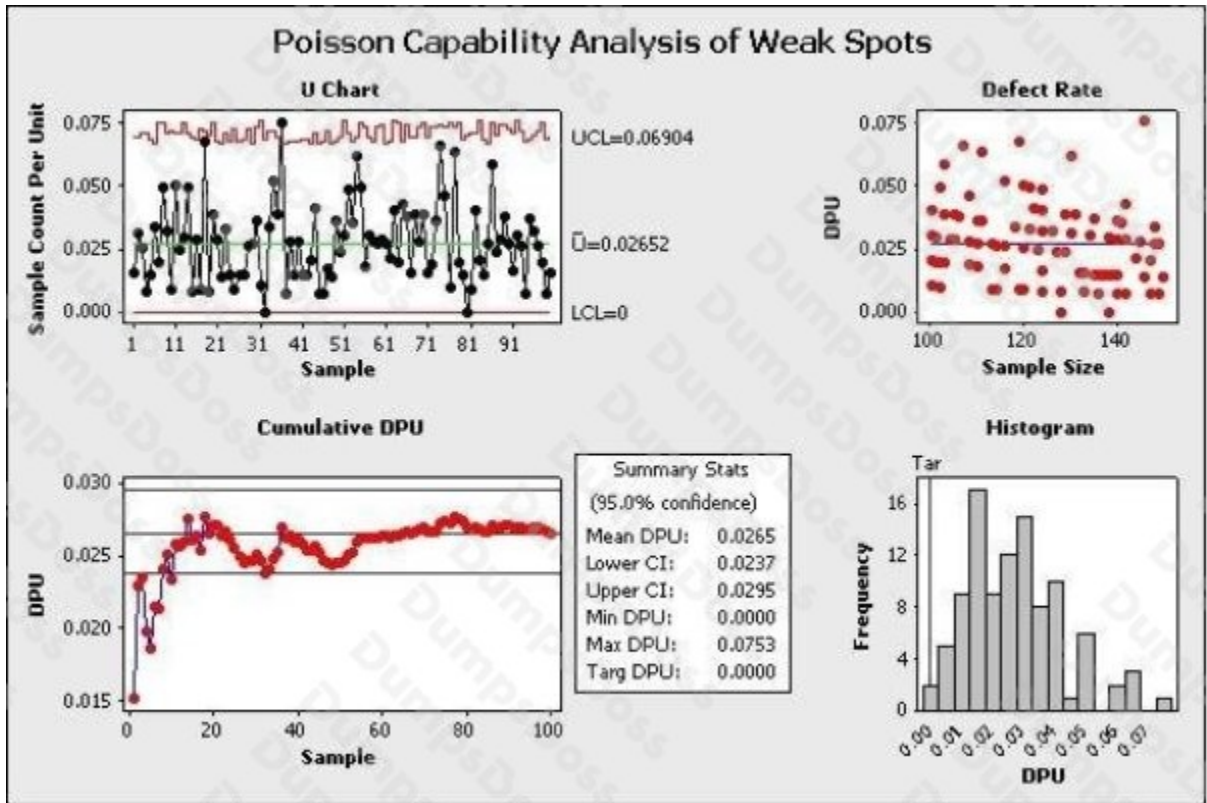 Poisson Capability Analysis of Weak Spots
U Chart
Sample Count Per Unit
0.075
0.050
0.025
0.000
UCL=0.06904
Ū=0.02652
LCL=0
1 11 21 31 41 51 61 71 81 91
Sample
Defect Rate
DPU
0.075
0.050
0.025
0.000
100 120 140
Sample Size
Cumulative DPU
DPU
0.030
0.025
0.020
0.015
0 20 40 60 80 100
Sample
Summary Stats
(95.0% confidence)
Mean DPU: 0.0265
Lower CI: 0.0237
Upper CI: 0.0295
Min DPU: 0.0000
Max DPU: 0.0753
Targ DPU: 0.0000
Histogram
Tar
Frequency
16
12
8
4
0
0.00 0.01 0.02 0.03 0.04 0.05 0.06 0.07
DPU
DumpsDoss